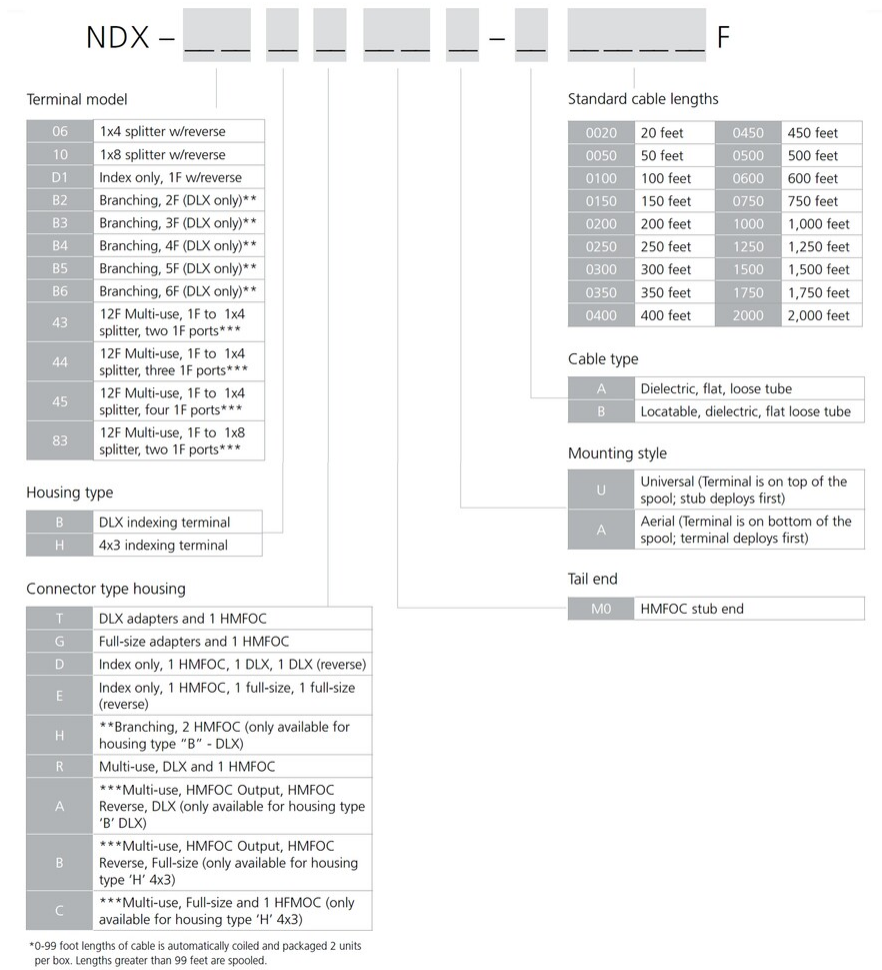 NDX – __ __ __ __ __ __ __ – __ __ __ __ __ F
Terminal model
06 1x4 splitter w/reverse
10 1x8 splitter w/reverse
D1 Index only, 1F w/reverse
B2 Branching, 2F (DLX only)**
B3 Branching, 3F (DLX only)**
B4 Branching, 4F (DLX only)**
B5 Branching, 5F (DLX only)**
B6 Branching, 6F (DLX only)**
43 12F Multi-use, 1F to 1x4
splitter, two 1F ports***
44 12F Multi-use, 1F to 1x4
splitter, three 1F ports***
45 12F Multi-use, 1F to 1x4
splitter, four 1F ports***
83 12F Multi-use, 1F to 1x8
splitter, two 1F ports***
Housing type
B DLX indexing terminal
H 4x3 indexing terminal
Connector type housing
T DLX adapters and 1 HMFOC
G Full-size adapters and 1 HMFOC
D Index only, 1 HMFOC, 1 DLX, 1 DLX (reverse)
E Index only, 1 HMFOC, 1 full-size, 1 full-size
(reverse)
H **Branching, 2 HMFOC (only available for
housing type “B” - DLX)
R Multi-use, DLX and 1 HMFOC
A ***Multi-use, HMFOC Output, HMFOC
Reverse, DLX (only available for housing type
‘B’ DLX)
B ***Multi-use, HMFOC Output, HMFOC
Reverse, Full-size (only available for housing
type ‘H’ 4x3)
C ***Multi-use, Full-size and 1 HFMOC (only
available for housing type ‘H’ 4x3)
*0-99 foot lengths of cable is automatically coiled and packaged 2 units
per box. Lengths greater than 99 feet are spooled.
Standard cable lengths
0020 20 feet 0450 450 feet
0050 50 feet 0500 500 feet
0100 100 feet 0600 600 feet
0150 150 feet 0750 750 feet
0200 200 feet 1000 1,000 feet
0250 250 feet 1250 1,250 feet
0300 300 feet 1500 1,500 feet
0350 350 feet 1750 1,750 feet
0400 400 feet 2000 2,000 feet
Cable type
A Dielectric, flat, loose tube
B Locatable, dielectric, flat loose tube
Mounting style
U Universal (Terminal is on top of the
spool; stub deploys first)
A Aerial (Terminal is on bottom of the
spool; terminal deploys first)
Tail end
M0 HMFOC stub end